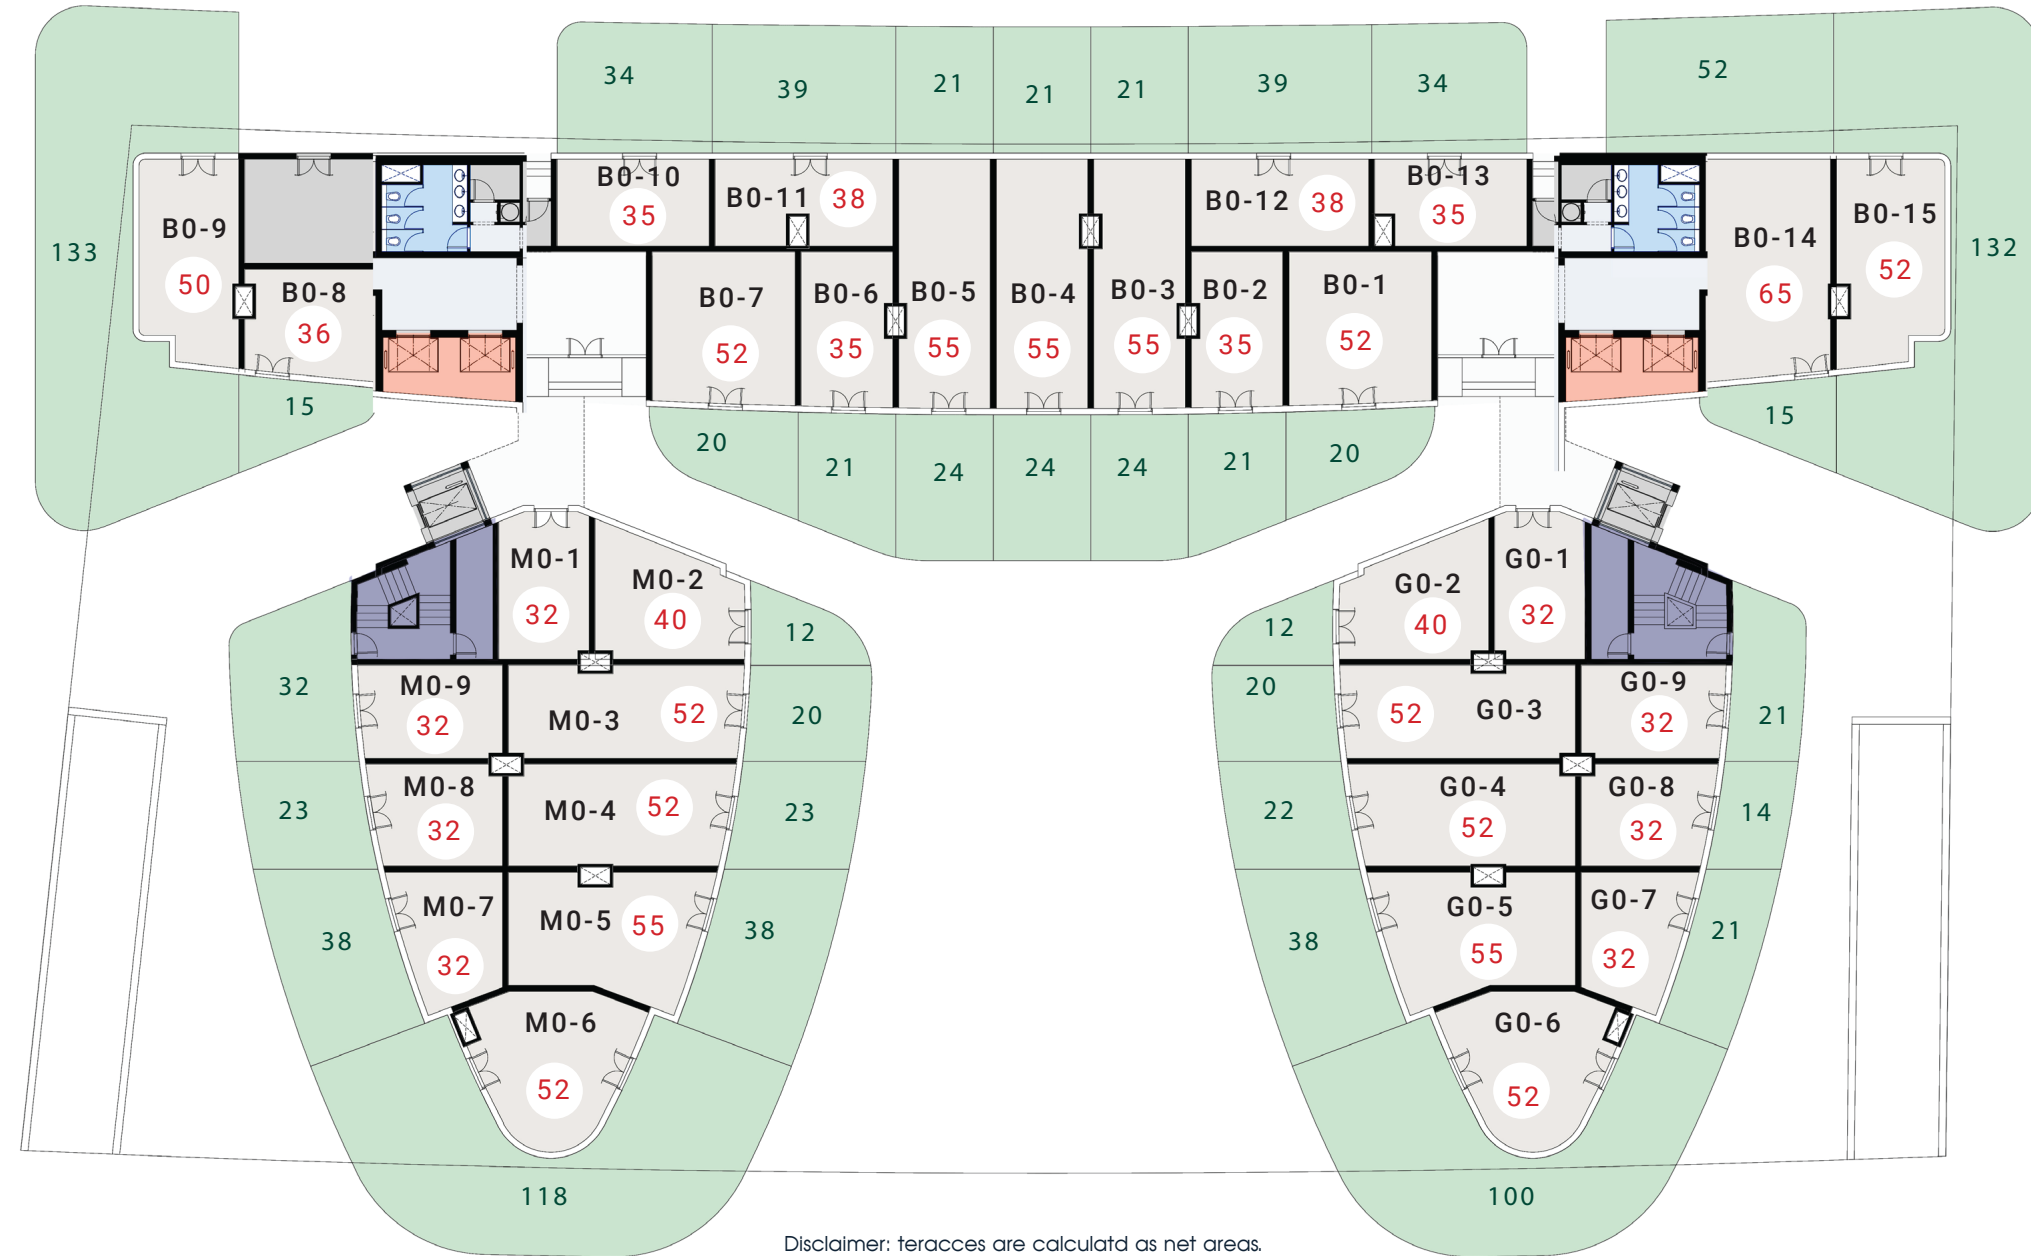 34
39
21
21
21
39
34
52
133
132
B0-9
50
B0-8
36
15
B0-10
35
B0-11
38
B0-12
38
B0-13
35
B0-7
52
B0-6
35
B0-5
55
B0-4
55
B0-3
55
B0-2
35
B0-1
52
B0-14
65
B0-15
52
15
20
21
24
24
24
21
20
M0-1
32
M0-2
40
12
32
M0-9
32
M0-3
52
20
23
M0-8
32
M0-4
52
23
38
M0-7
32
M0-5
55
38
M0-6
52
118
12
G0-2
40
G0-1
32
20
52
G0-3
G0-9
32
21
22
G0-4
52
G0-8
32
14
38
G0-5
55
G0-7
32
21
G0-6
52
100
Disclaimer: teracces are calculatd as net areas.